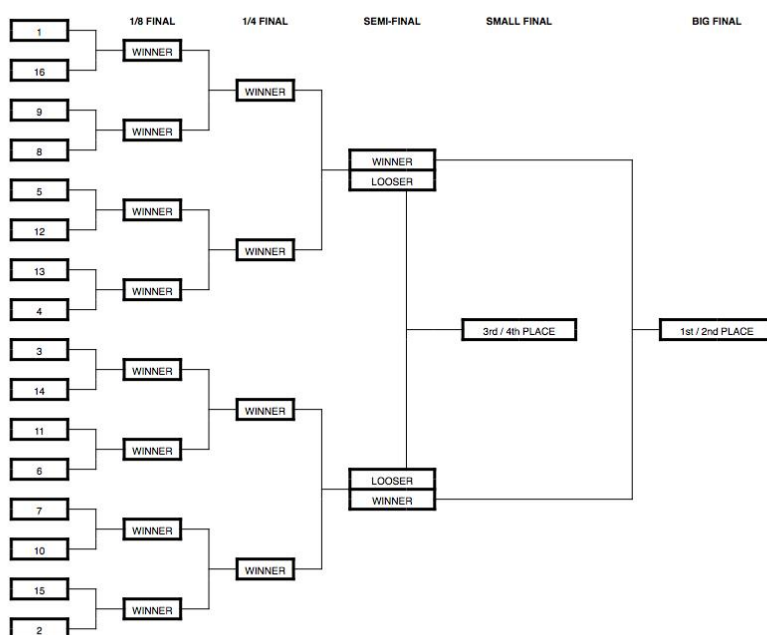 1/8 FINAL 1/4 FINAL SEMI-FINAL SMALL FINAL BIG FINAL
1
WINNER
16
WINNER
9
WINNER
8
WINNER
LOOSER
5
WINNER
12
WINNER
13
WINNER
4
3rd / 4th PLACE 1st / 2nd PLACE
3
WINNER
14
WINNER
11
WINNER
6
LOOSER
WINNER
7
WINNER
10
WINNER
15
WINNER
2